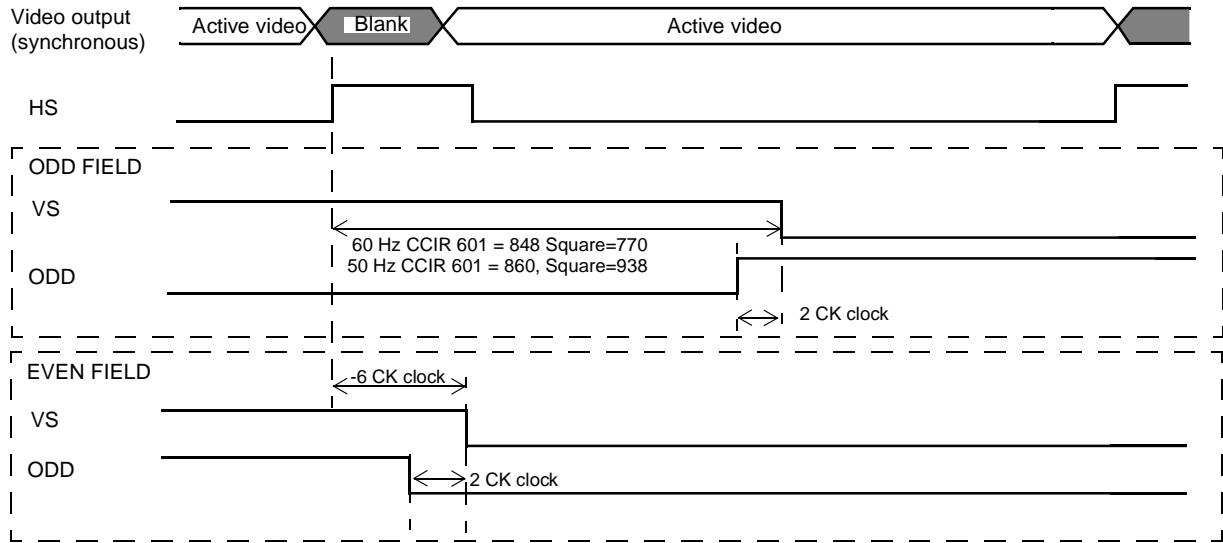 Video output
(synchronous)
Active video
Blank
Active video
HS
ODD FIELD
VS
60 Hz CCIR 601 = 848 Square=770
50 Hz CCIR 601 = 860, Square=938
ODD
2 CK clock
EVEN FIELD
-6 CK clock
VS
ODD
2 CK clock